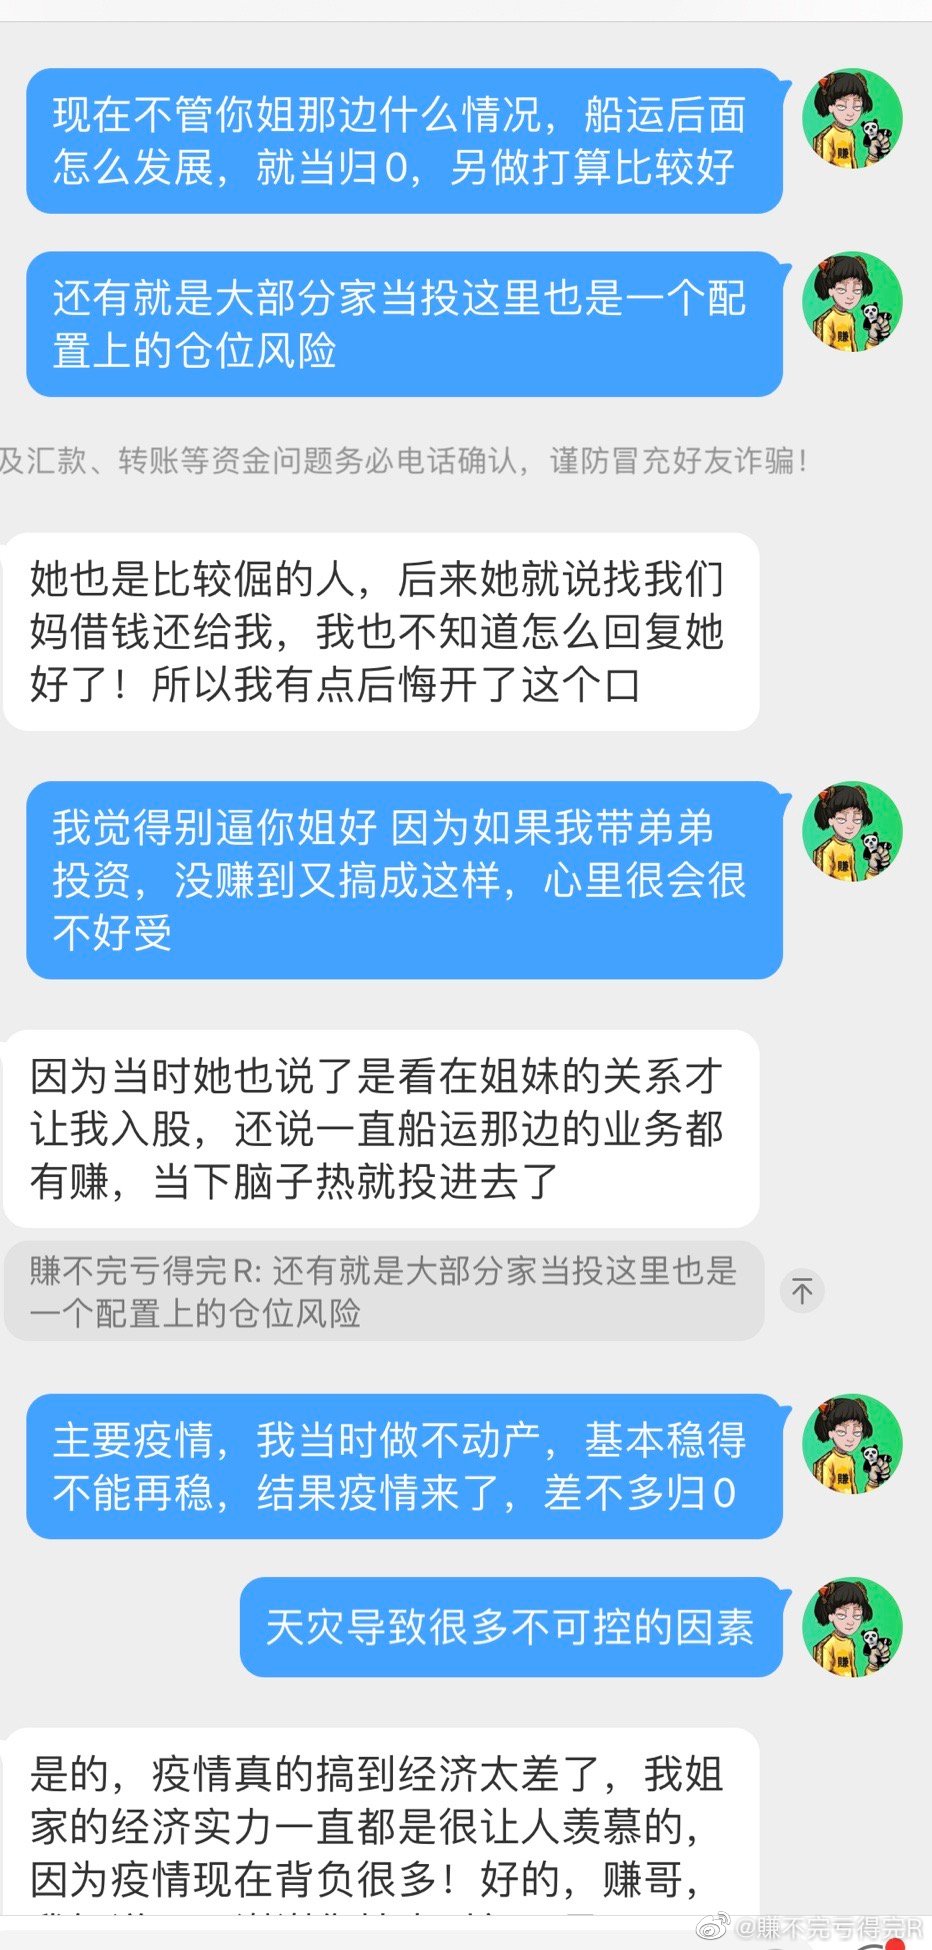 现在不管你姐那边什么情况，船运后面
怎么发展，就当归0，另做打算比较好
还有就是大部分家当投这里也是一个配
置上的仓位风险
及汇款、转账等资金问题务必电话确认，谨防冒充好友诈骗！
她也是比较倔的人，后来她就说找我们
妈借钱还给我，我也不知道怎么回复她
好了！所以我有点后悔开了这个口
我觉得别逼你姐好 因为如果我带弟弟
投资，没赚到又搞成这样，心里很会很
不好受
因为当时她也说了是看在姐妹的关系才
让我入股，还说一直船运那边的业务都
有赚，当下脑子热就投进去了
賺不完亏得完R: 还有就是大部分家当投这里也是
一个配置上的仓位风险
主要疫情，我当时做不动产，基本稳得
不能再稳，结果疫情来了，差不多归0
天灾导致很多不可控的因素
是的，疫情真的搞到经济太差了，我姐
家的经济实力一直都是很让人羡慕的，
因为疫情现在背负很多！好的，赚哥，
@賺不完亏得完R